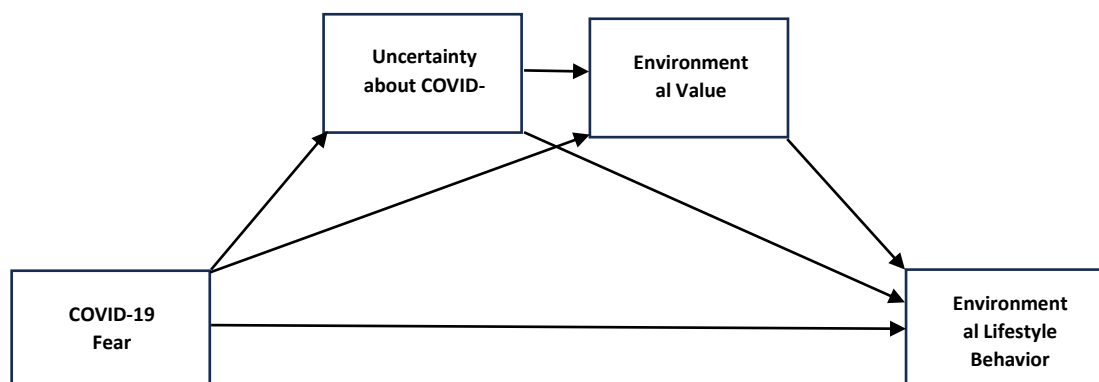 Uncertainty
about COVID-
Environment
al Value
COVID-19
Fear
Environment
al Lifestyle
Behavior